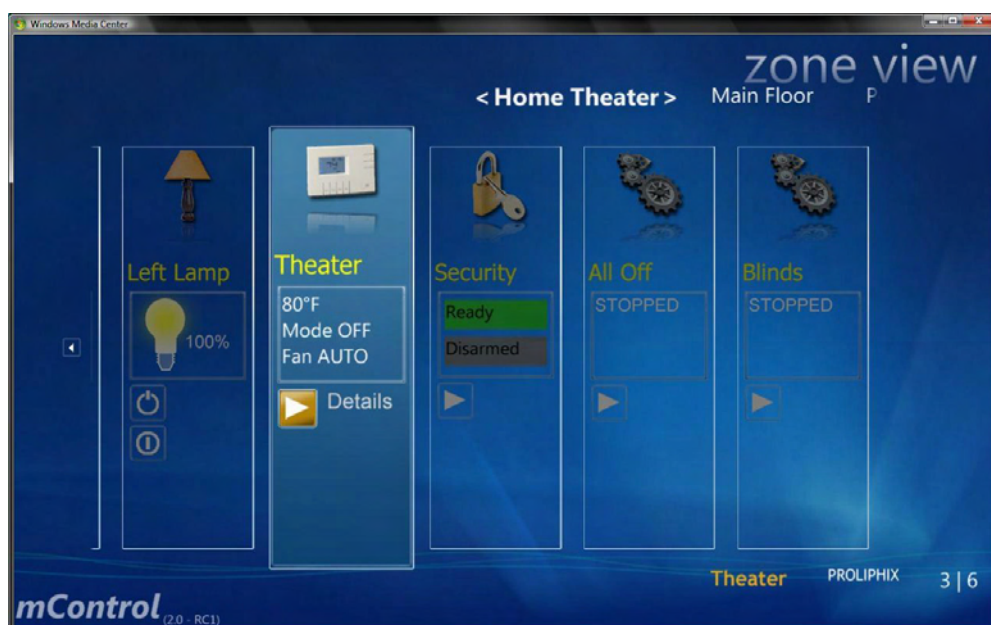 Windows Media Center
zone view
< Home Theater > Main Floor P
Left Lamp
100%
Theater
80°F
Mode OFF
Fan AUTO
Details
Security
Ready
Disarmed
All Off
STOPPED
Blinds
STOPPED
Theater PROLIPHIX 3 | 6
mControl (2.0 - RC1)